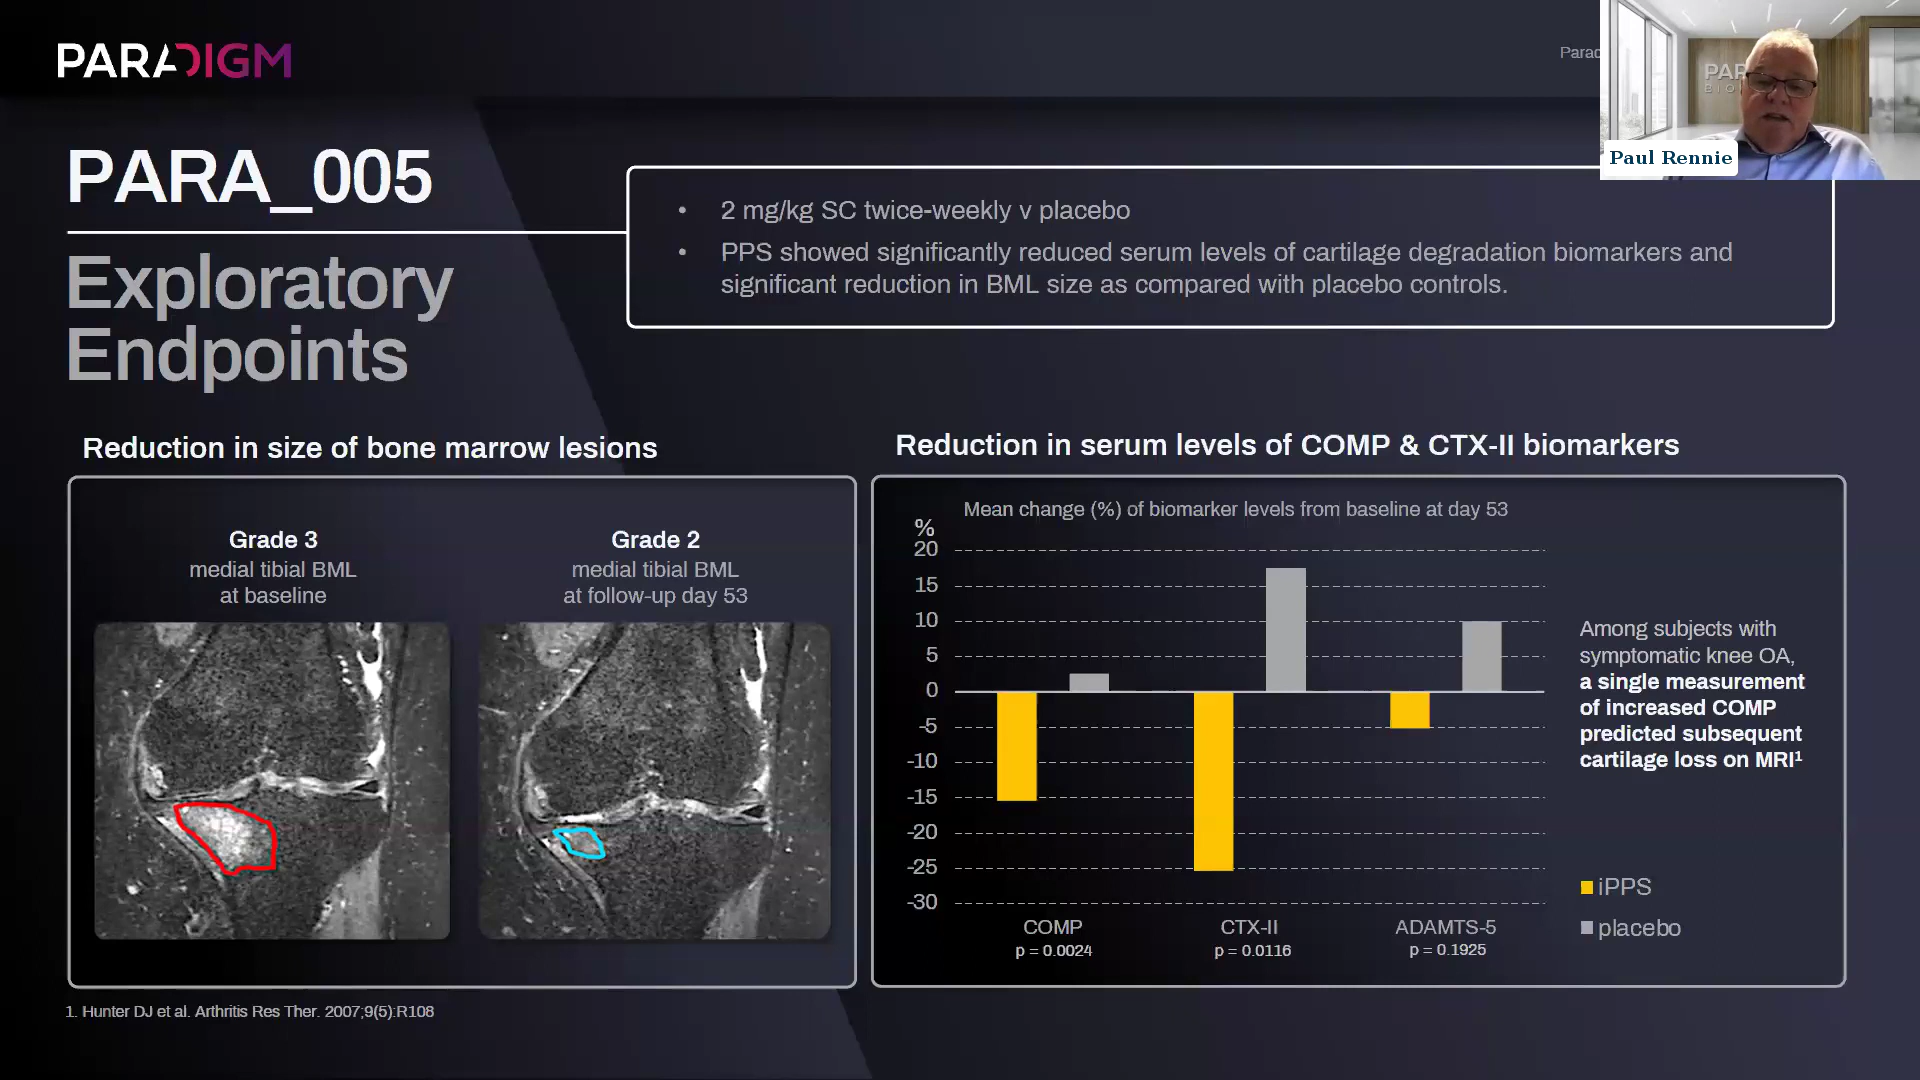 PARADIGM
PARA_005
Exploratory
Endpoints
• 2 mg/kg SC twice-weekly v placebo
• PPS showed significantly reduced serum levels of cartilage degradation biomarkers and
significant reduction in BML size as compared with placebo controls.
Paul Rennie
Reduction in size of bone marrow lesions
Grade 3
medial tibial BML
at baseline
Grade 2
medial tibial BML
at follow-up day 53
Reduction in serum levels of COMP & CTX-II biomarkers
Mean change (%) of biomarker levels from baseline at day 53
%
20
15
10
5
0
-5
-10
-15
-20
-25
-30
COMP
p = 0.0024
CTX-II
p = 0.0116
ADAMTS-5
p = 0.1925
Among subjects with
symptomatic knee OA,
a single measurement
of increased COMP
predicted subsequent
cartilage loss on MRI¹
iPPS
placebo
1. Hunter DJ et al. Arthritis Res Ther. 2007;9(5):R108